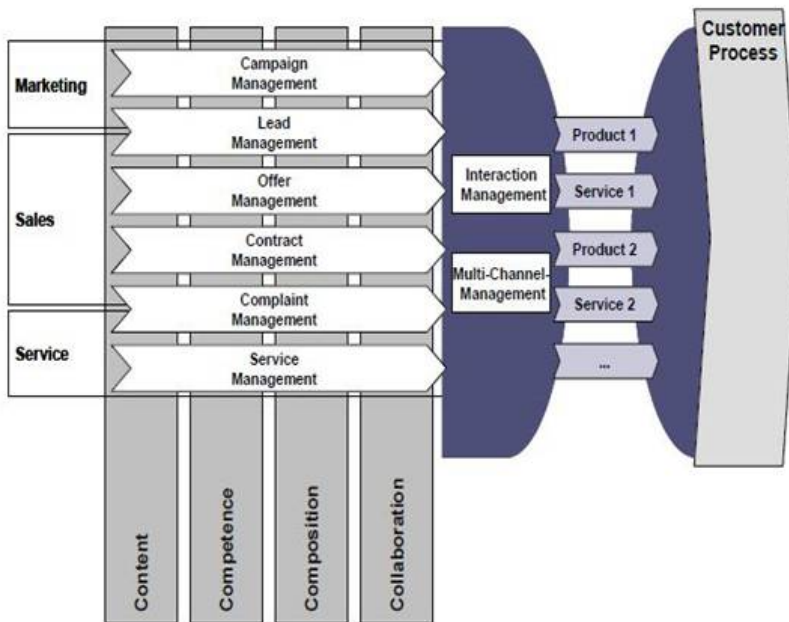 Customer
Process
Marketing
Sales
Service
Campaign
Management
Lead
Management
Offer
Management
Contract
Management
Complaint
Management
Service
Management
Interaction
Management
Multi-Channel-
Management
Product 1
Service 1
Product 2
Service 2
...
Content
Competence
Composition
Collaboration